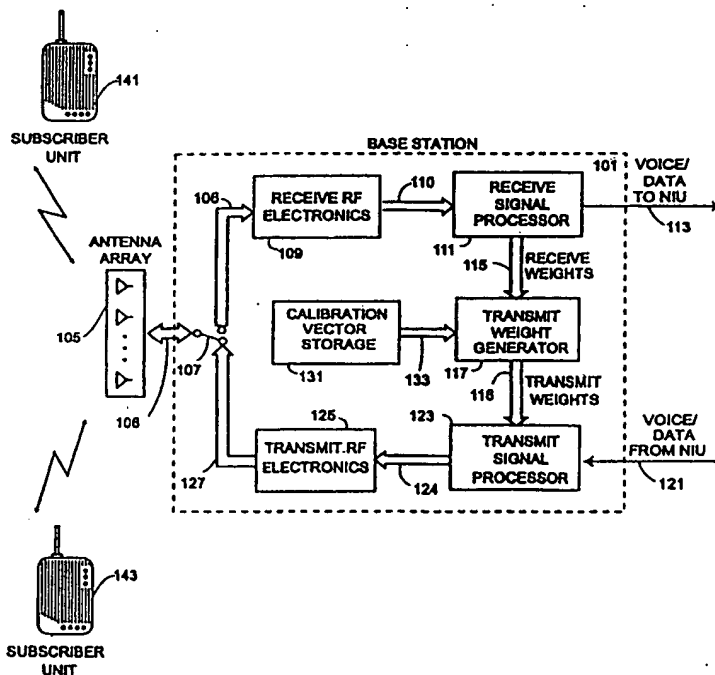 141
SUBSCRIBER
UNIT
BASE STATION
101
VOICE/
DATA
TO NIU
113
106
RECEIVE RF
ELECTRONICS
109
110
RECEIVE
SIGNAL
PROCESSOR
111
115
RECEIVE
WEIGHTS
ANTENNA
ARRAY
105
106
107
CALIBRATION
VECTOR
STORAGE
131
133
TRANSMIT
WEIGHT
GENERATOR
117
118
TRANSMIT
WEIGHTS
125
TRANSMIT.RF
ELECTRONICS
127
124
123
TRANSMIT
SIGNAL
PROCESSOR
VOICE/
DATA
FROM NIU
121
143
SUBSCRIBER
UNIT